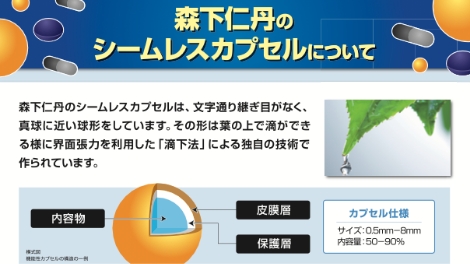 森下仁丹の
シームレスカプセルについて
森下仁丹のシームレスカプセルは、文字通り継ぎ目がなく、
真球に近い球形をしています。その形は葉の上で滴ができ
る様に界面張力を利用した「滴下法」による独自の技術で
作られています。
内容物
皮膜層
保護層
カプセル仕様
サイズ：0.5mm−8mm
内容量：50−90%
模式図
機能性カプセルの構造の一例